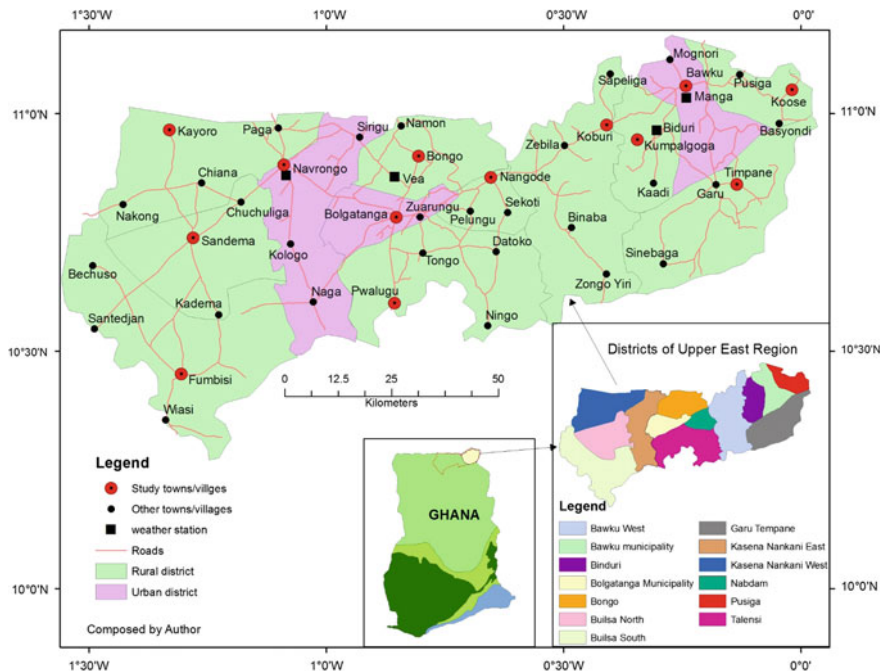 1°30'W 1°0'W 0°30'W 0°0'
11°0'N
11°0'N
10°30'N
10°30'N
10°0'N
10°0'N
1°30'W 1°0'W 0°30'W 0°0'
Mognori
Bawku
Sapeliga
Pusiga
Koose
Manga
Kayoro
Paga
Sirigu
Namon
Koburi
Biduri
Basyondi
Kumpalgoga
Zebila
Bongo
Navrongo
Vea
Nangode
Timpane
Chiana
Kaadi
Garu
Nakong
Chuchuliga
Bolgatanga
Zuarungu
Sekoti
Pelungu
Binaba
Sandema
Kologo
Tongo
Datoko
Sinebaga
Bechuso
Zongo Yiri
Kadema
Naga
Pwalugu
Santedjan
Ningo
Fumbisi
Wiasi
0 12.5 25 50
Kilometers
Legend
Study towns/villges
Other towns/villages
weather station
Roads
Rural district
Urban district
Composed by Author
GHANA
Districts of Upper East Region
Legend
Bawku West
Bawku municipality
Binduri
Bolgatanga Municipality
Bongo
Builsa North
Builsa South
Garu Tempane
Kasena Nankani East
Kasena Nankani West
Nabdam
Pusiga
Talensi